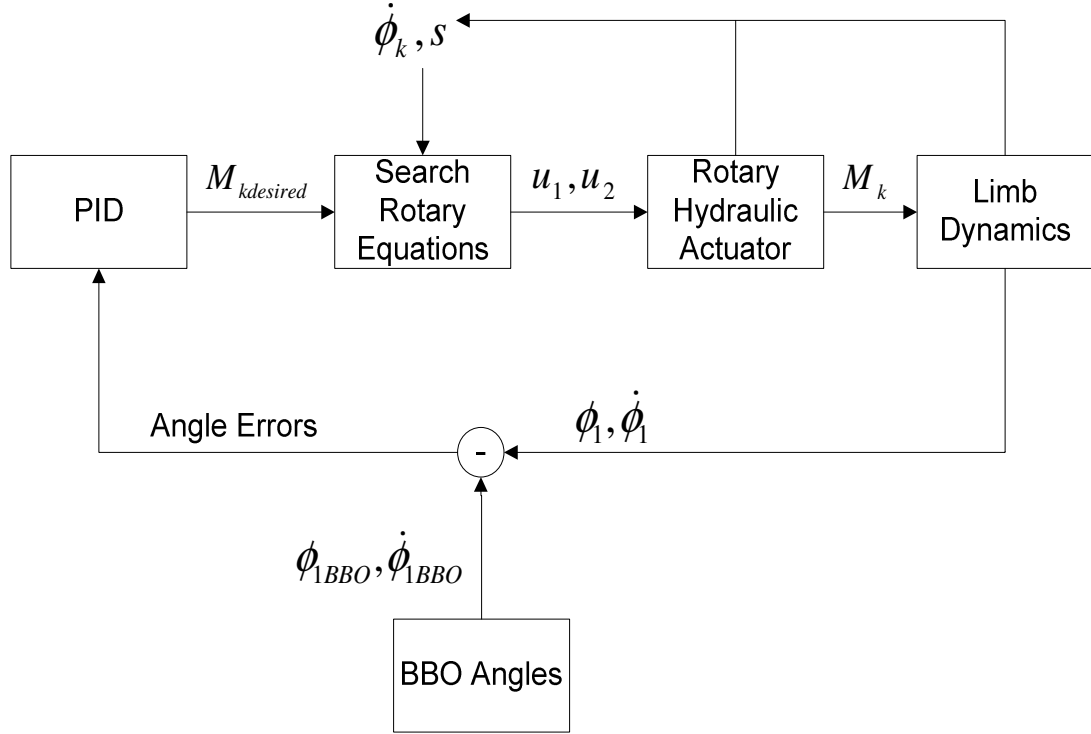 ϕ̇ₖ, s
PID
M_kdesired
Search
Rotary
Equations
u₁, u₂
Rotary
Hydraulic
Actuator
Mₖ
Limb
Dynamics
Angle Errors
-
ϕ₁, ϕ̇₁
ϕ₁BBO, ϕ̇₁BBO
BBO Angles